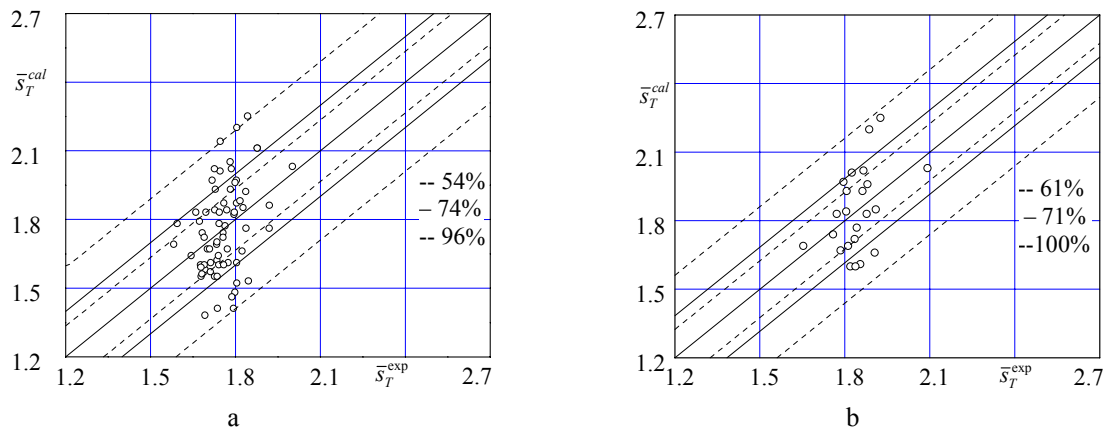 2.7
s̅_T^cal
2.1
1.8
1.5
1.2
-- 54%
– 74%
-- 96%
1.2 1.5 1.8 2.1 s̅_T^exp 2.7
a
2.7
s̅_T^cal
2.1
1.8
1.5
1.2
-- 61%
– 71%
--100%
1.2 1.5 1.8 2.1 s̅_T^exp 2.7
b